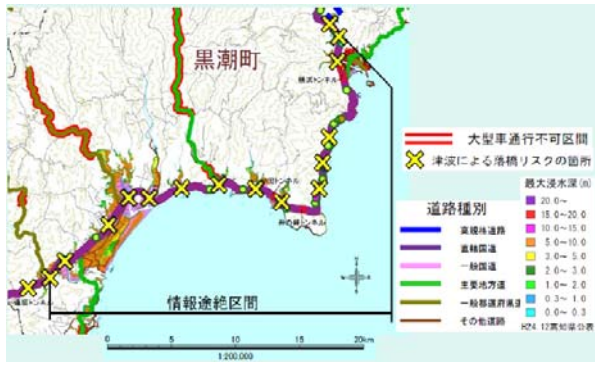 黒潮町
横浜トンネル
大型車通行不可区間
津波による落橋リスクの箇所
最大浸水深(m)
道路種別
20.0~
高規格道路
15.0~20.0
直轄国道
10.0~15.0
一般国道
5.0~10.0
3.0~5.0
主要地方道
2.0~3.0
一般都道府県道
1.0~2.0
その他道路
0.3~1.0
0.0~0.3
H24.12高知県公表
情報途絶区間
0 5 10 20km
1:200,000